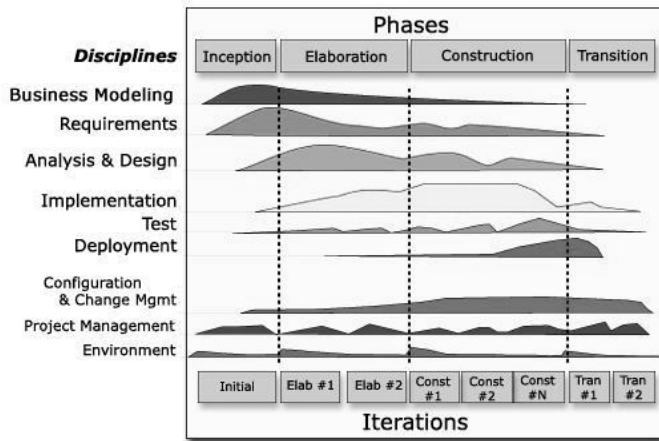 Phases
Disciplines
Inception
Elaboration
Construction
Transition
Business Modeling
Requirements
Analysis & Design
Implementation
Test
Deployment
Configuration
& Change Mgmt
Project Management
Environment
Initial
Elab #1
Elab #2
Const
#1
Const
#2
Const
#N
Tran
#1
Tran
#2
Iterations